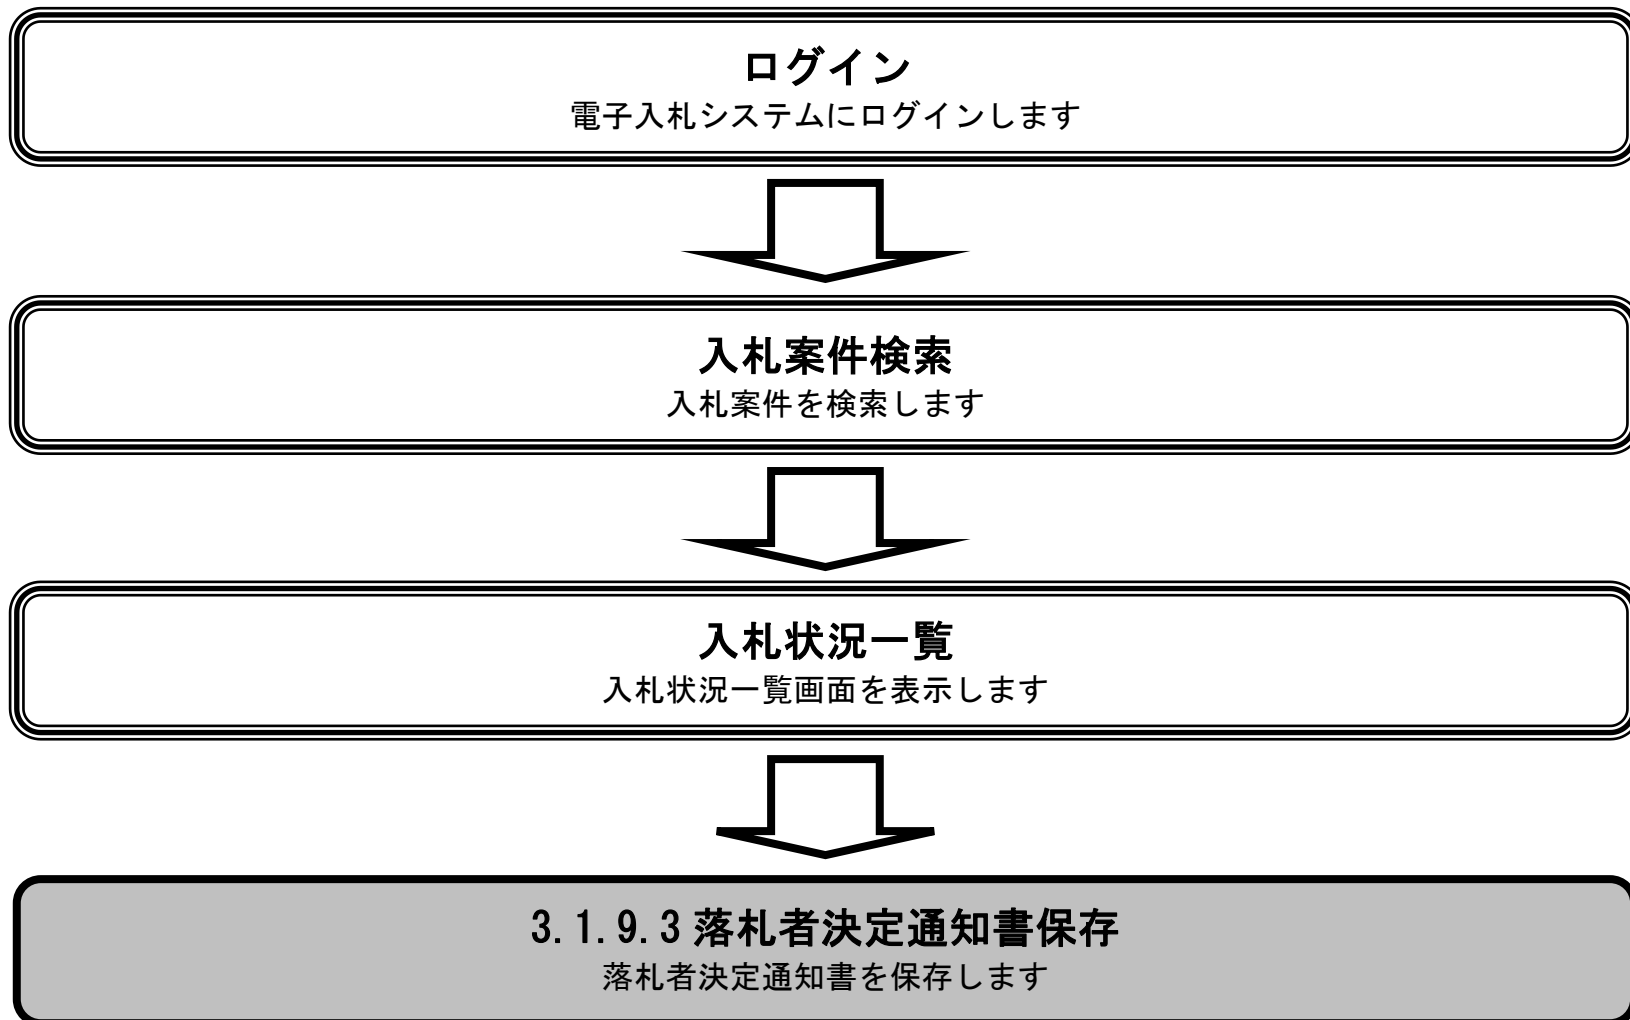 ログイン
電子入札システムにログインします
入札案件検索
入札案件を検索します
入札状況一覧
入札状況一覧画面を表示します
3.1.9.3 落札者決定通知書保存
落札者決定通知書を保存します